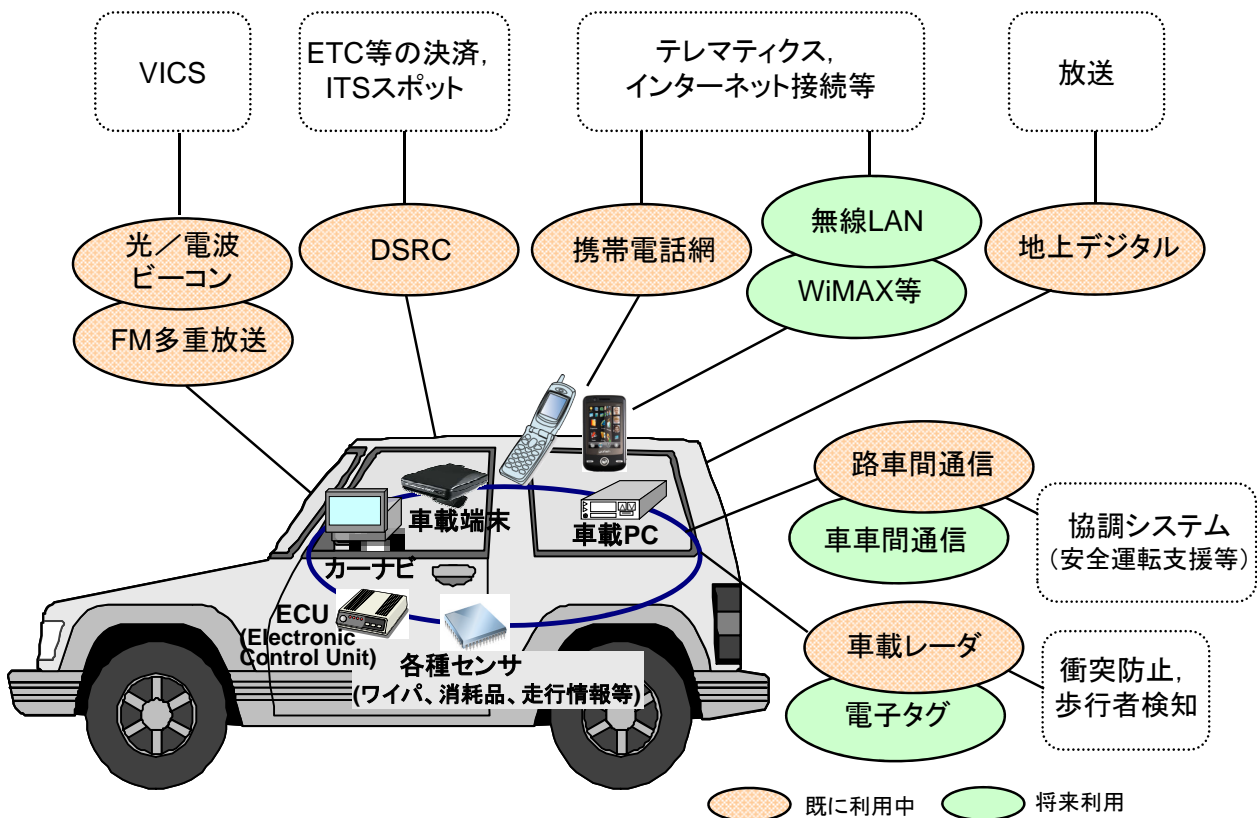 VICS
ETC等の決済,
ITSスポット
テレマティクス,
インターネット接続等
放送
光／電波
ビーコン
FM多重放送
DSRC
携帯電話網
無線LAN
WiMAX等
地上デジタル
路車間通信
車車間通信
協調システム
（安全運転支援等）
車載端末
車載PC
カーナビ
ECU
(Electronic
Control Unit)
各種センサ
(ワイパ、消耗品、走行情報等)
車載レーダ
電子タグ
衝突防止,
歩行者検知
既に利用中
将来利用